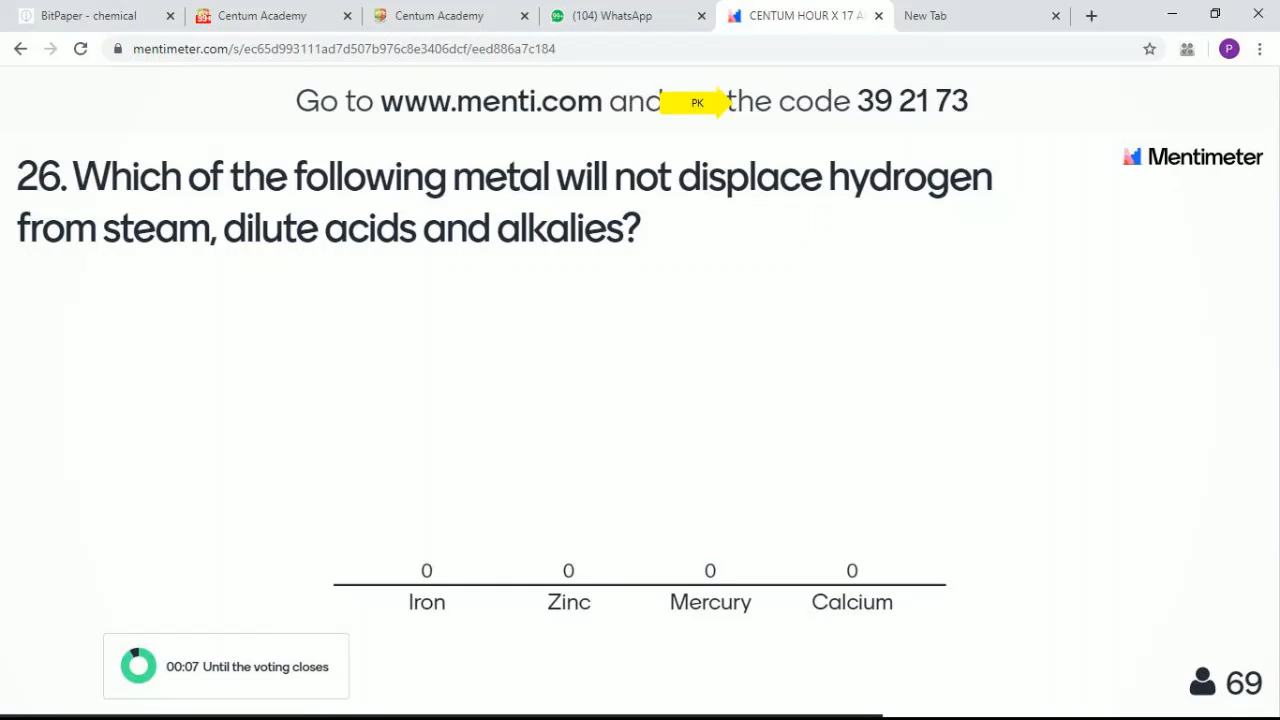 BitPaper - chemical
Centum Academy
Centum Academy
(104) WhatsApp
CENTUM HOUR X 17 A
New Tab
mentimeter.com/s/ec65d993111ad7d507b976c8e3406dcf/eed886a7c184
P
Go to www.menti.com and PK the code 39 21 73
Mentimeter
26. Which of the following metal will not displace hydrogen
from steam, dilute acids and alkalies?
0 0 0 0
Iron Zinc Mercury Calcium
00:07 Until the voting closes
69